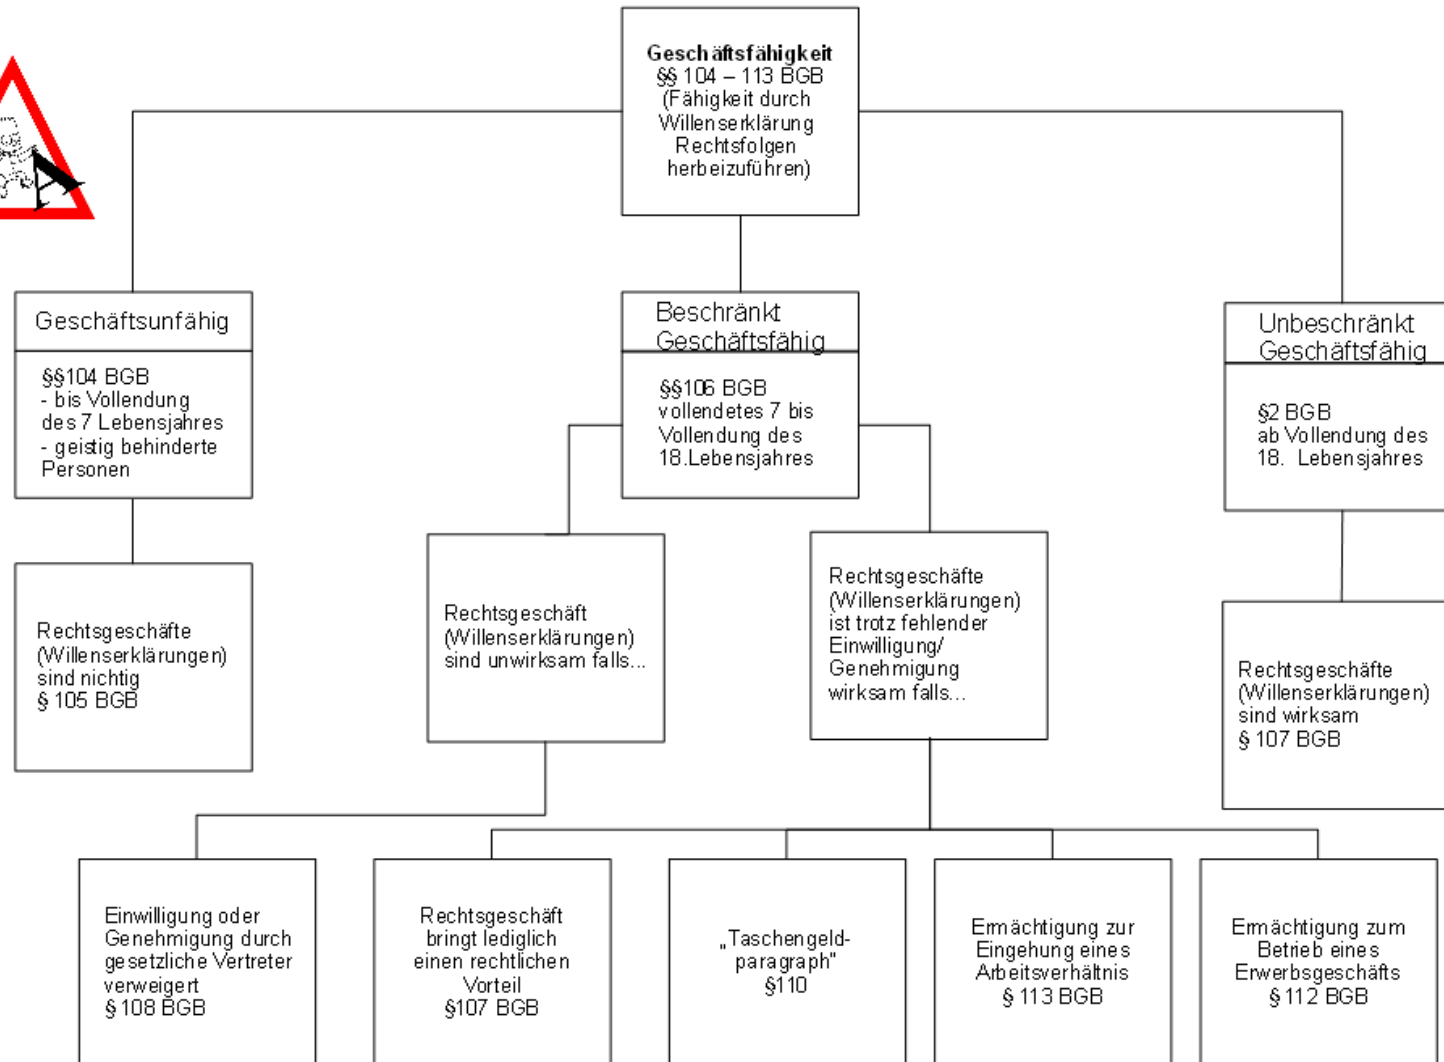 Geschäftsfähigkeit
§§ 104 – 113 BGB
(Fähigkeit durch
Willenserklärung
Rechtsfolgen
herbeizuführen)
A
Geschäftsunfähig
§§104 BGB
- bis Vollendung
des 7 Lebensjahres
- geistig behinderte
Personen
Beschränkt
Geschäftsfähig
§§106 BGB
vollendetes 7 bis
Vollendung des
18.Lebensjahres
Unbeschränkt
Geschäftsfähig
§2 BGB
ab Vollendung des
18. Lebensjahres
Rechtsgeschäfte
(Willenserklärungen)
sind nichtig
§ 105 BGB
Rechtsgeschäft
(Willenserklärungen)
sind unwirksam falls...
Rechtsgeschäfte
(Willenserklärungen)
ist trotz fehlender
Einwilligung/
Genehmigung
wirksam falls...
Rechtsgeschäfte
(Willenserklärungen)
sind wirksam
§ 107 BGB
Einwilligung oder
Genehmigung durch
gesetzliche Vertreter
verweigert
§ 108 BGB
Rechtsgeschäft
bringt lediglich
einen rechtlichen
Vorteil
§107 BGB
„Taschengeld-
paragraph"
§110
Ermächtigung zur
Eingehung eines
Arbeitsverhältnis
§ 113 BGB
Ermächtigung zum
Betrieb eines
Erwerbsgeschäfts
§ 112 BGB